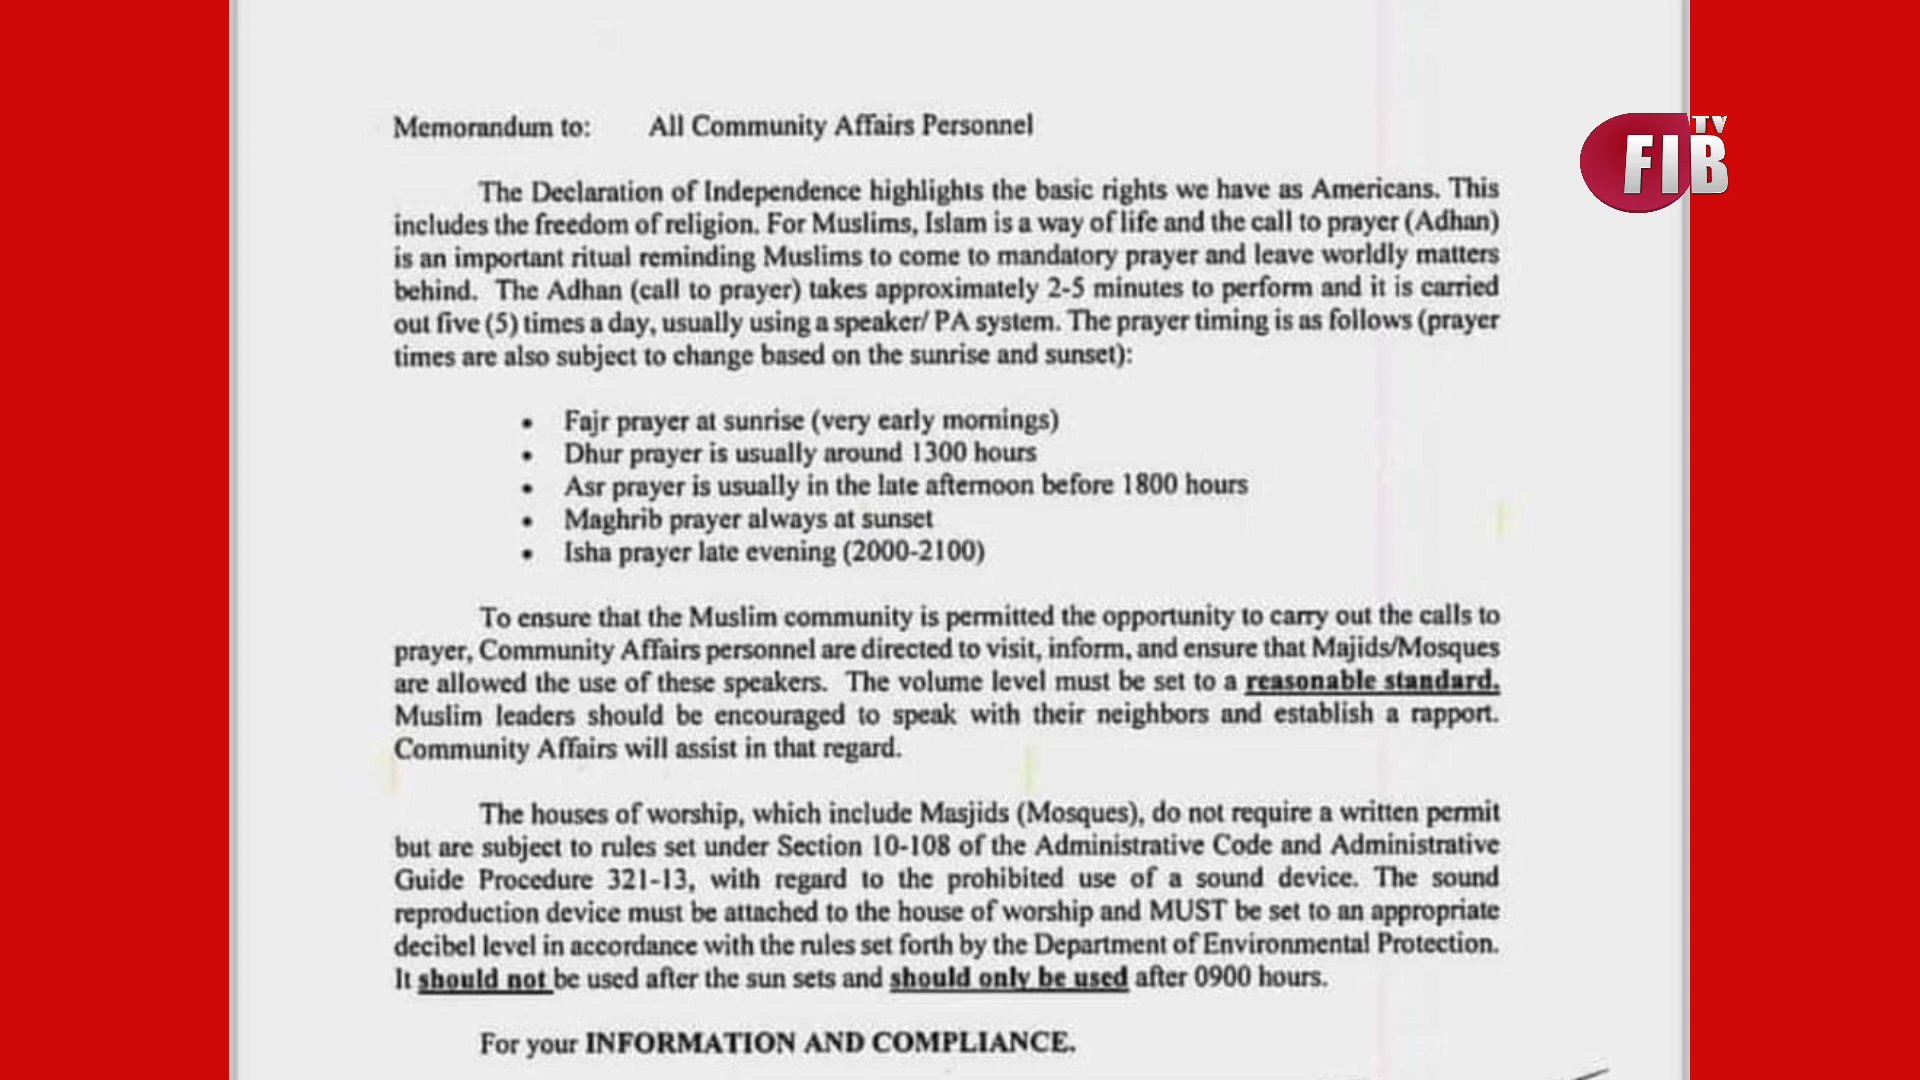 Memorandum to: All Community Affairs Personnel
The Declaration of Independence highlights the basic rights we have as Americans. This
includes the freedom of religion. For Muslims, Islam is a way of life and the call to prayer (Adhan)
is an important ritual reminding Muslims to come to mandatory prayer and leave worldly matters
behind. The Adhan (call to prayer) takes approximately 2-5 minutes to perform and it is carried
out five (5) times a day, usually using a speaker/ PA system. The prayer timing is as follows (prayer
times are also subject to change based on the sunrise and sunset):
• Fajr prayer at sunrise (very early mornings)
• Dhur prayer is usually around 1300 hours
• Asr prayer is usually in the late afternoon before 1800 hours
• Maghrib prayer always at sunset
• Isha prayer late evening (2000-2100)
To ensure that the Muslim community is permitted the opportunity to carry out the calls to
prayer, Community Affairs personnel are directed to visit, inform, and ensure that Majids/Mosques
are allowed the use of these speakers. The volume level must be set to a reasonable standard.
Muslim leaders should be encouraged to speak with their neighbors and establish a rapport.
Community Affairs will assist in that regard.
The houses of worship, which include Masjids (Mosques), do not require a written permit
but are subject to rules set under Section 10-108 of the Administrative Code and Administrative
Guide Procedure 321-13, with regard to the prohibited use of a sound device. The sound
reproduction device must be attached to the house of worship and MUST be set to an appropriate
decibel level in accordance with the rules set forth by the Department of Environmental Protection.
It should not be used after the sun sets and should only be used after 0900 hours.
For your INFORMATION AND COMPLIANCE.
FIB TV